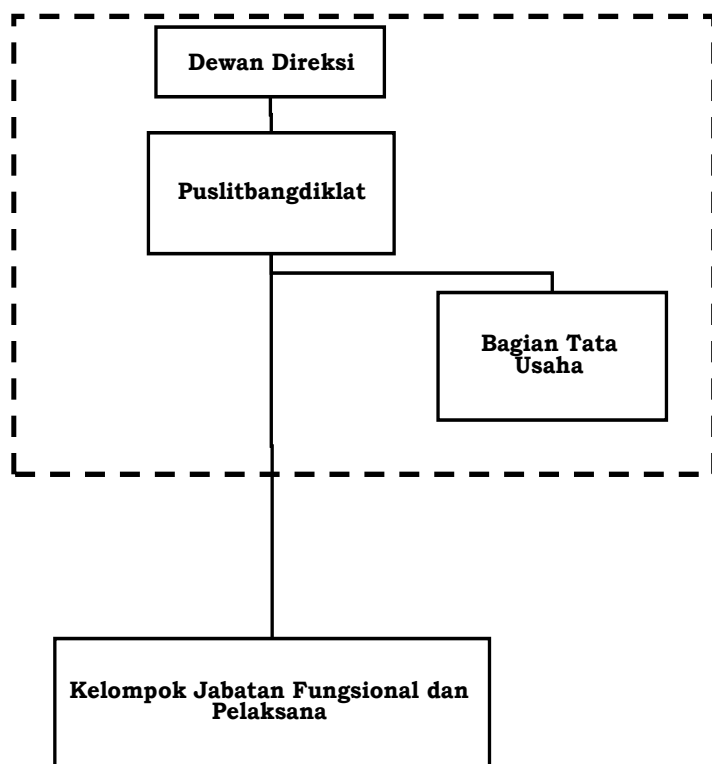 Dewan Direksi
Puslitbangdiklat
Bagian Tata
Usaha
Kelompok Jabatan Fungsional dan
Pelaksana